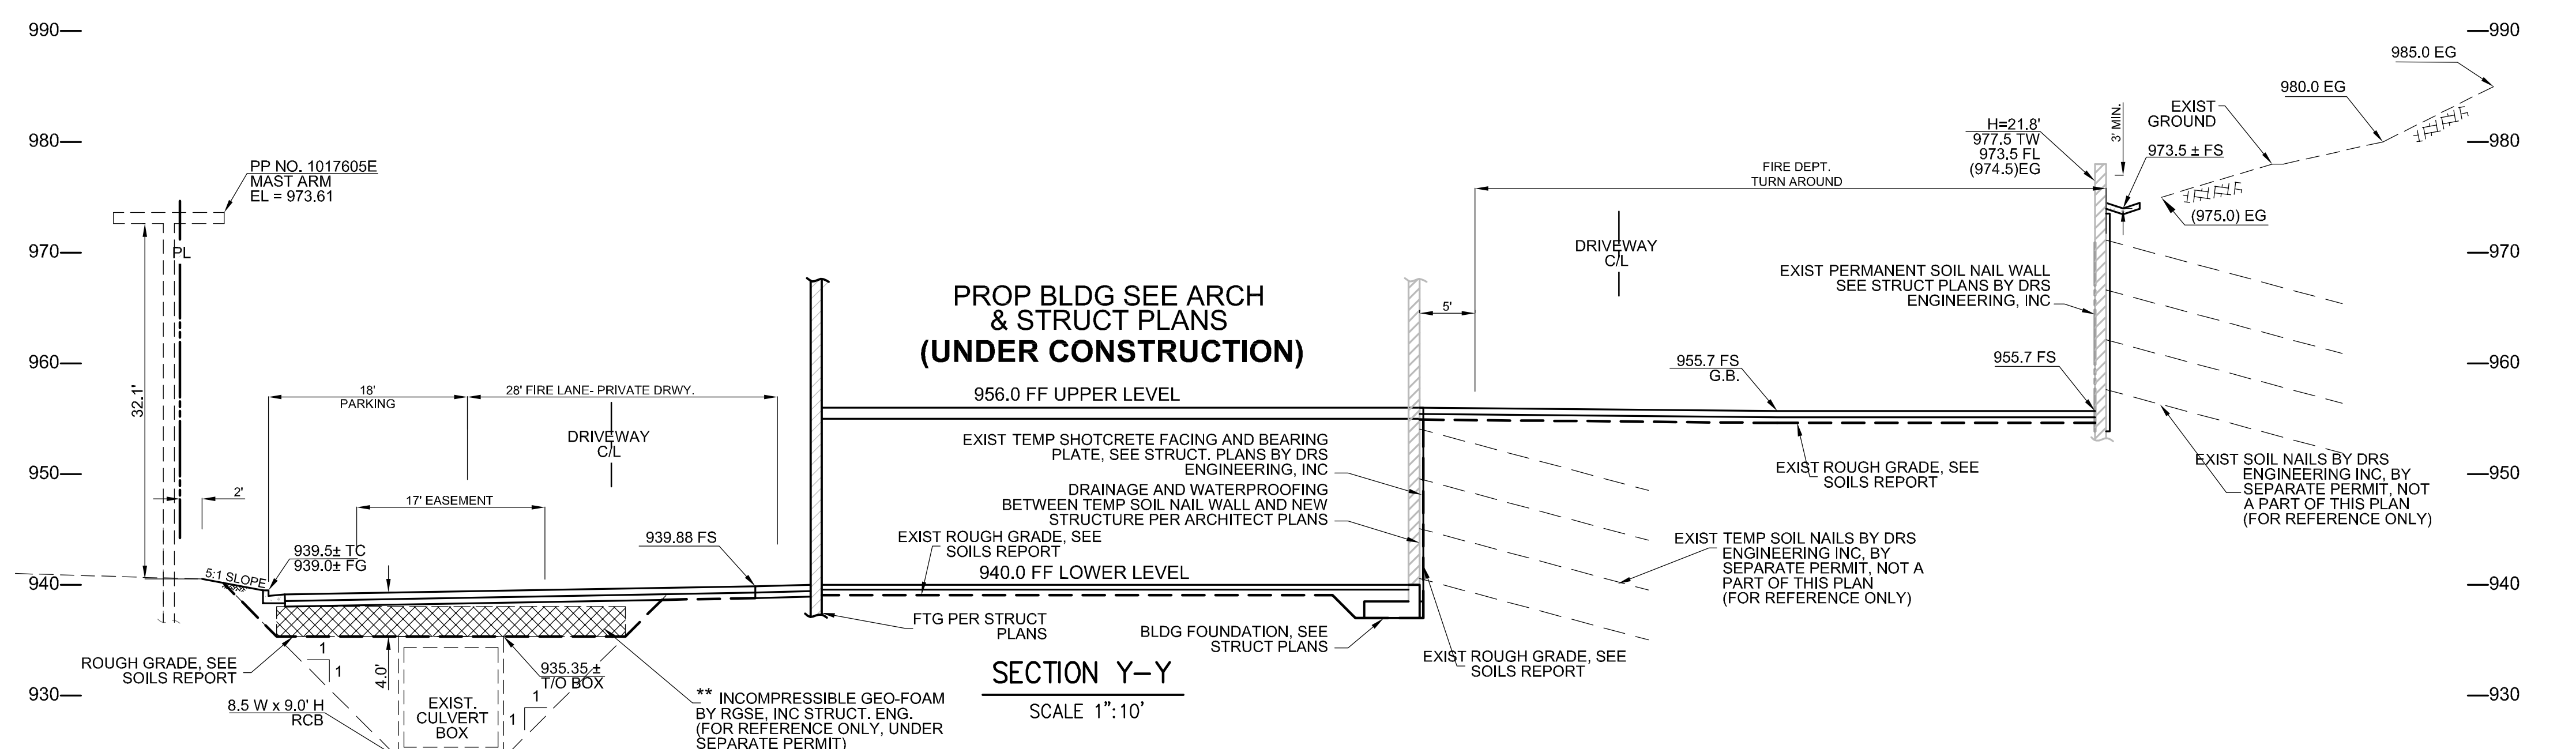 990
980
970
960
950
940
930
PP NO. 1017605E
MAST ARM
EL = 973.61
PL
32.1'
2'
18'
PARKING
28' FIRE LANE- PRIVATE DRWY.
DRIVEWAY
C/L
17' EASEMENT
939.5± TC
939.0± FG
939.88 FS
5:1 SLOPE
ROUGH GRADE, SEE
SOILS REPORT
1
1
4.0'
8.5 W x 9.0' H
RCB
EXIST.
CULVERT
BOX
935.35 ±
T/O BOX
1
1
** INCOMPRESSIBLE GEO-FOAM
BY RGSE, INC STRUCT. ENG.
(FOR REFERENCE ONLY, UNDER
SEPARATE PERMIT)
PROP BLDG SEE ARCH
& STRUCT PLANS
(UNDER CONSTRUCTION)
956.0 FF UPPER LEVEL
EXIST TEMP SHOTCRETE FACING AND BEARING
PLATE, SEE STRUCT. PLANS BY DRS
ENGINEERING, INC
DRAINAGE AND WATERPROOFING
BETWEEN TEMP SOIL NAIL WALL AND NEW
STRUCTURE PER ARCHITECT PLANS
EXIST ROUGH GRADE, SEE
SOILS REPORT
940.0 FF LOWER LEVEL
FTG PER STRUCT
PLANS
BLDG FOUNDATION, SEE
STRUCT PLANS
SECTION Y-Y
SCALE 1":10'
5'
FIRE DEPT.
TURN AROUND
DRIVEWAY
C/L
H=21.8'
977.5 TW
973.5 FL
(974.5)EG
3' MIN.
EXIST
GROUND
973.5 ± FS
980.0 EG
985.0 EG
(975.0) EG
EXIST PERMANENT SOIL NAIL WALL
SEE STRUCT PLANS BY DRS
ENGINEERING, INC
955.7 FS
G.B.
955.7 FS
EXIST ROUGH GRADE, SEE
SOILS REPORT
EXIST SOIL NAILS BY DRS
ENGINEERING INC, BY
SEPARATE PERMIT, NOT
A PART OF THIS PLAN
(FOR REFERENCE ONLY)
EXIST TEMP SOIL NAILS BY DRS
ENGINEERING INC, BY
SEPARATE PERMIT, NOT A
PART OF THIS PLAN
(FOR REFERENCE ONLY)
EXIST ROUGH GRADE, SEE
SOILS REPORT
990
980
970
960
950
940
930